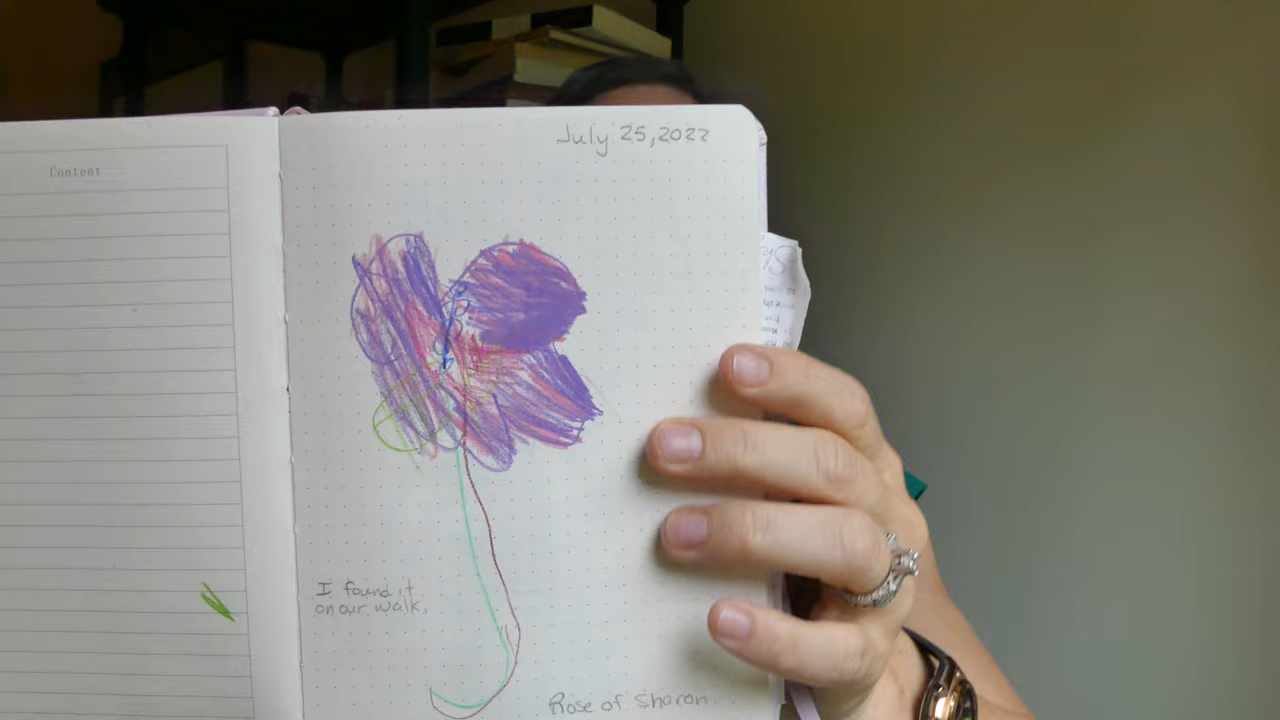 Content
July 25, 2022
I found it
on our walk.
Rose of Sharon